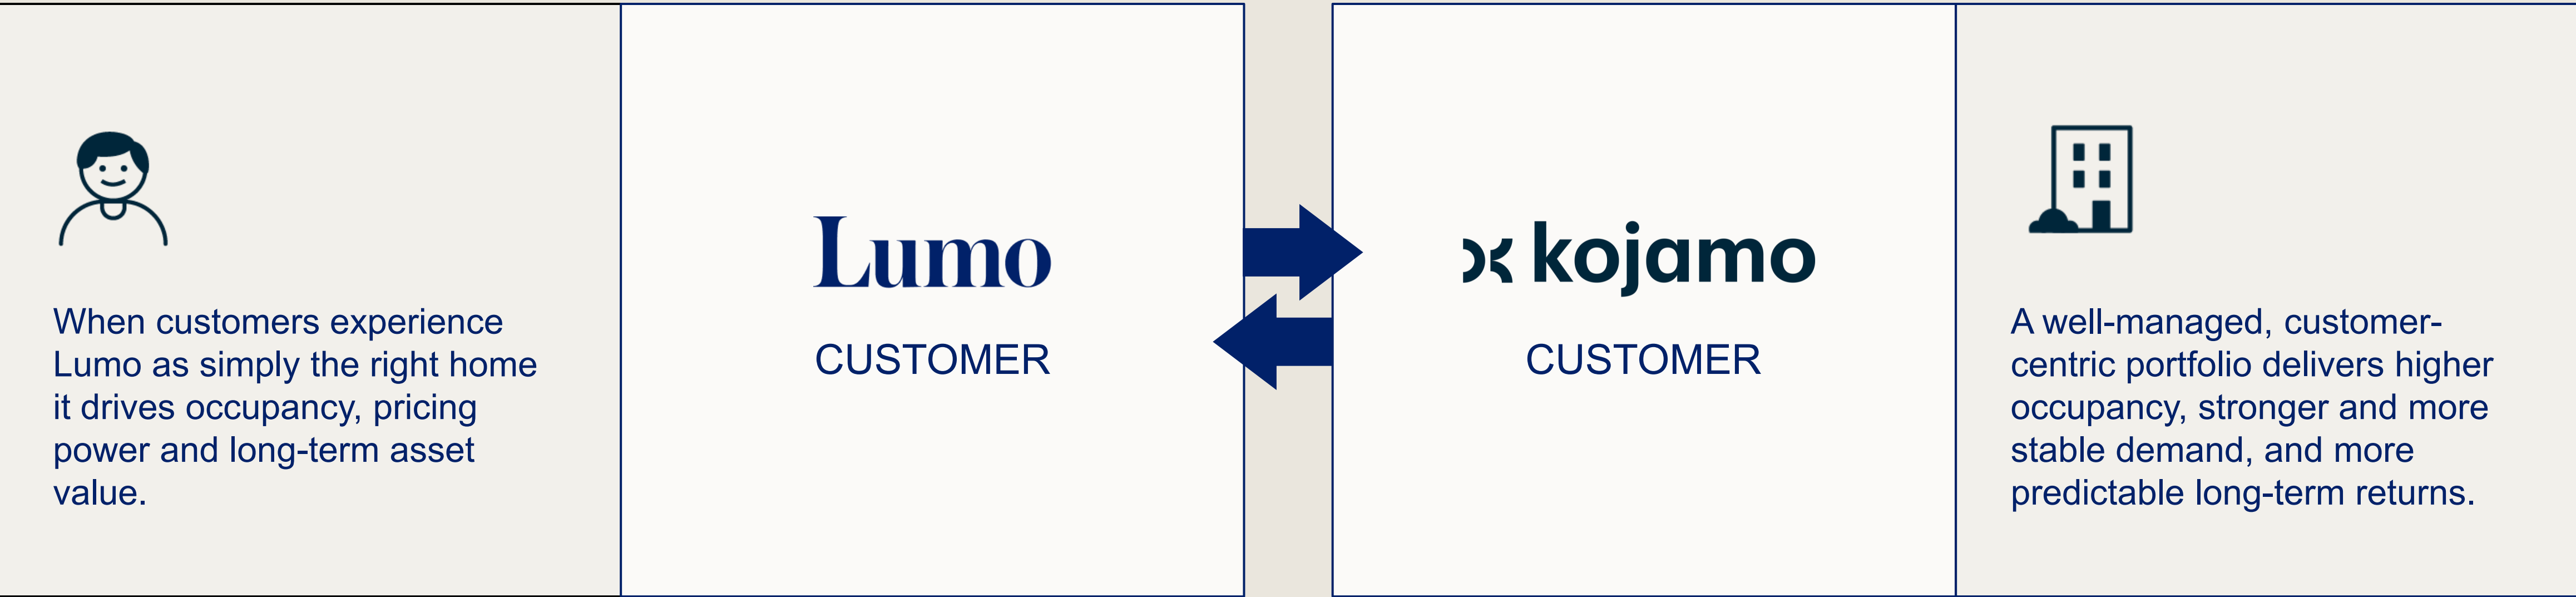 When customers experience
Lumo as simply the right home
it drives occupancy, pricing
power and long-term asset
value.
Lumo
CUSTOMER
kojamo
CUSTOMER
A well-managed, customer-
centric portfolio delivers higher
occupancy, stronger and more
stable demand, and more
predictable long-term returns.